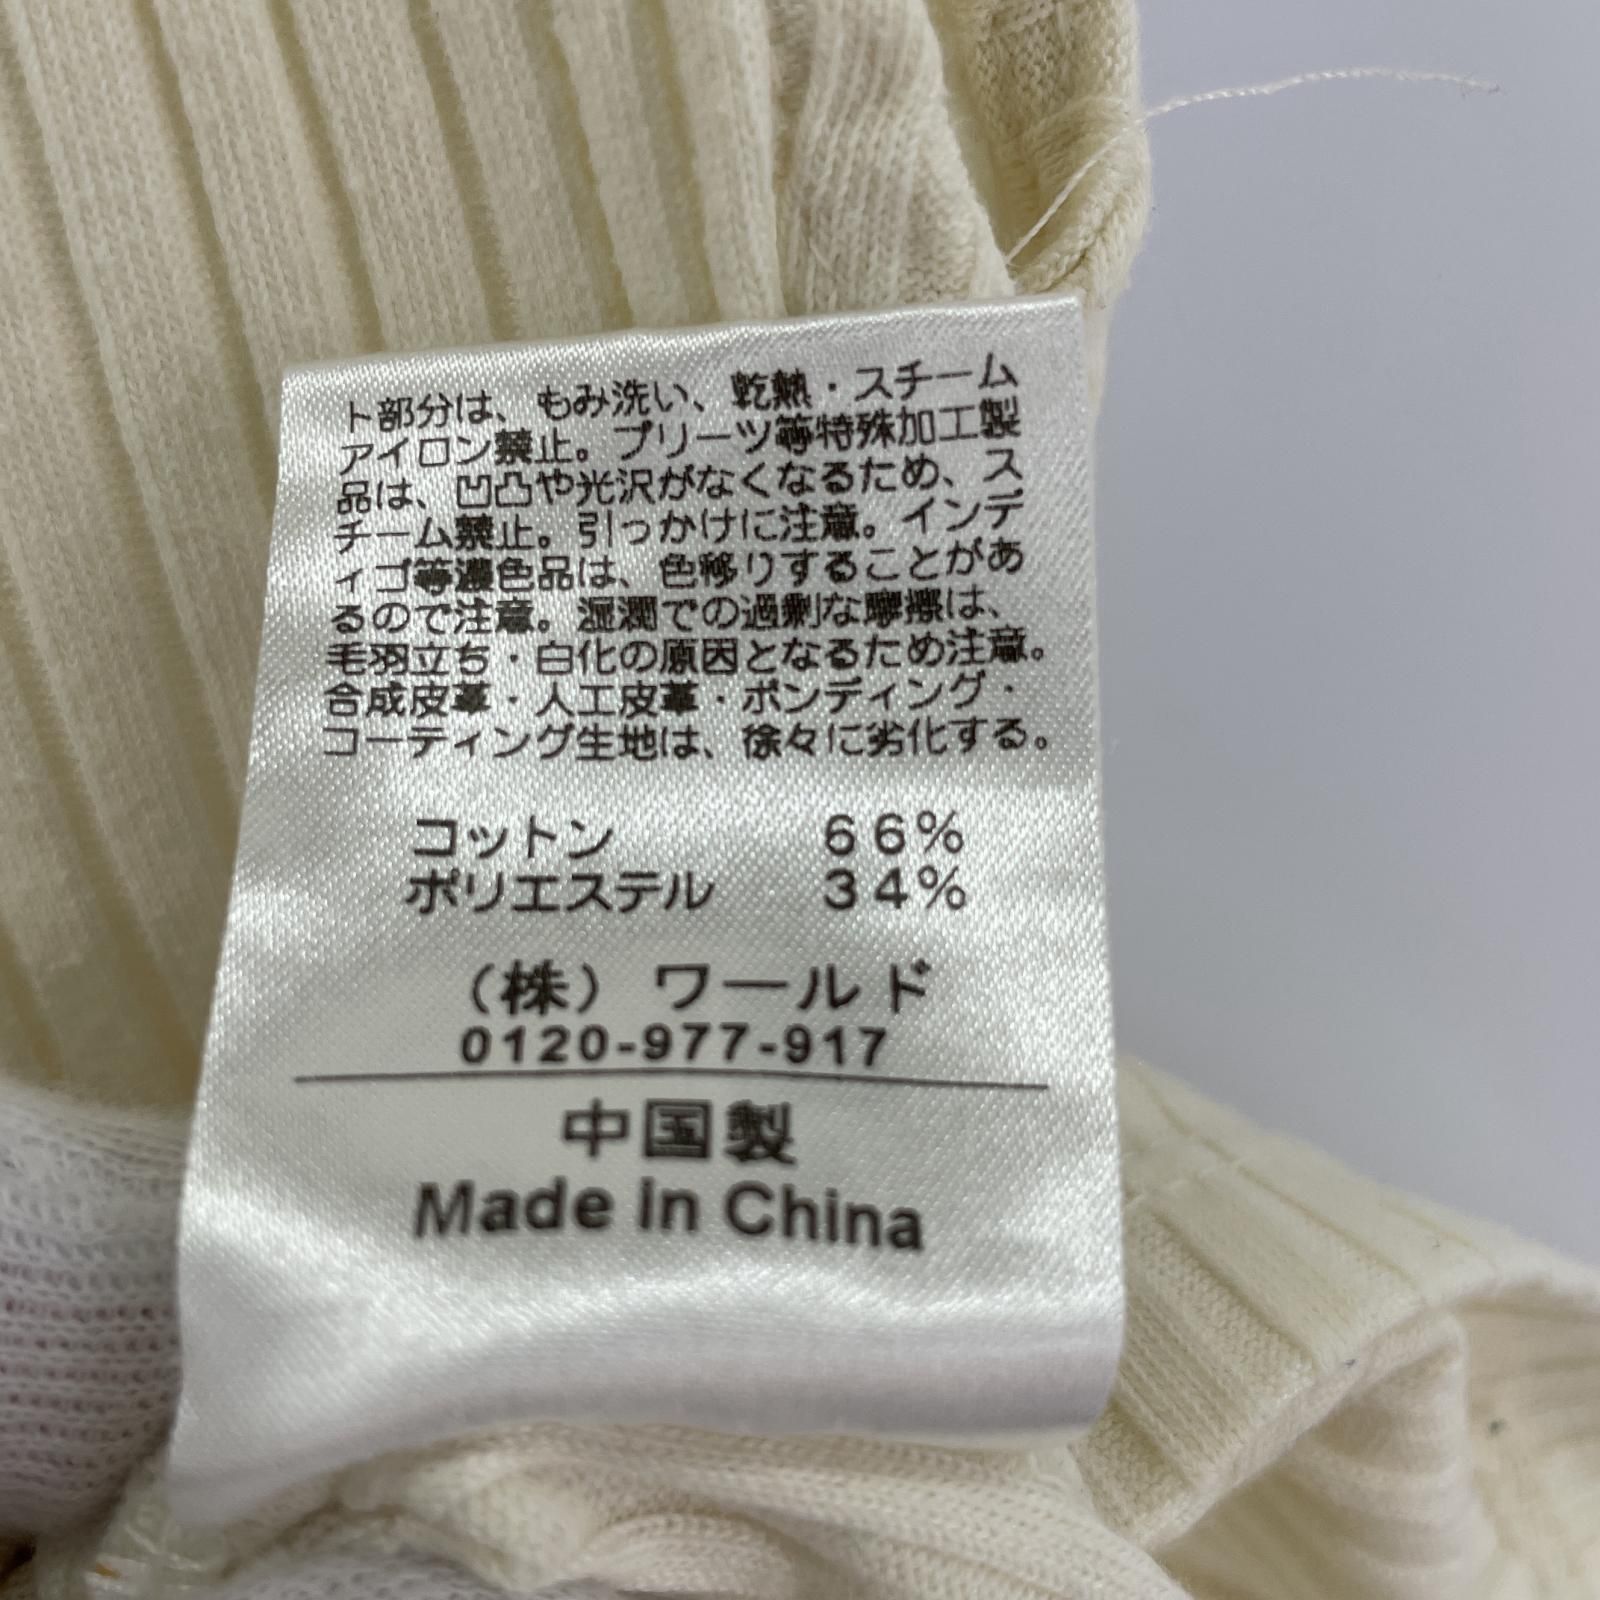 ト部分は、もみ洗い、乾熱・スチーム
アイロン禁止。プリーツ等特殊加工製
品は、凹凸や光沢がなくなるため、ス
チーム禁止。引っかけに注意。インデ
ィゴ等濃色品は、色移りすることがあ
るので注意。湿潤での過剰な摩擦は、
毛羽立ち・白化の原因となるため注意。
合成皮革・人工皮革・ボンディング・
コーティング生地は、徐々に劣化する。
コットン 66%
ポリエステル 34%
（株）ワールド
0120-977-917
中国製
Made in China